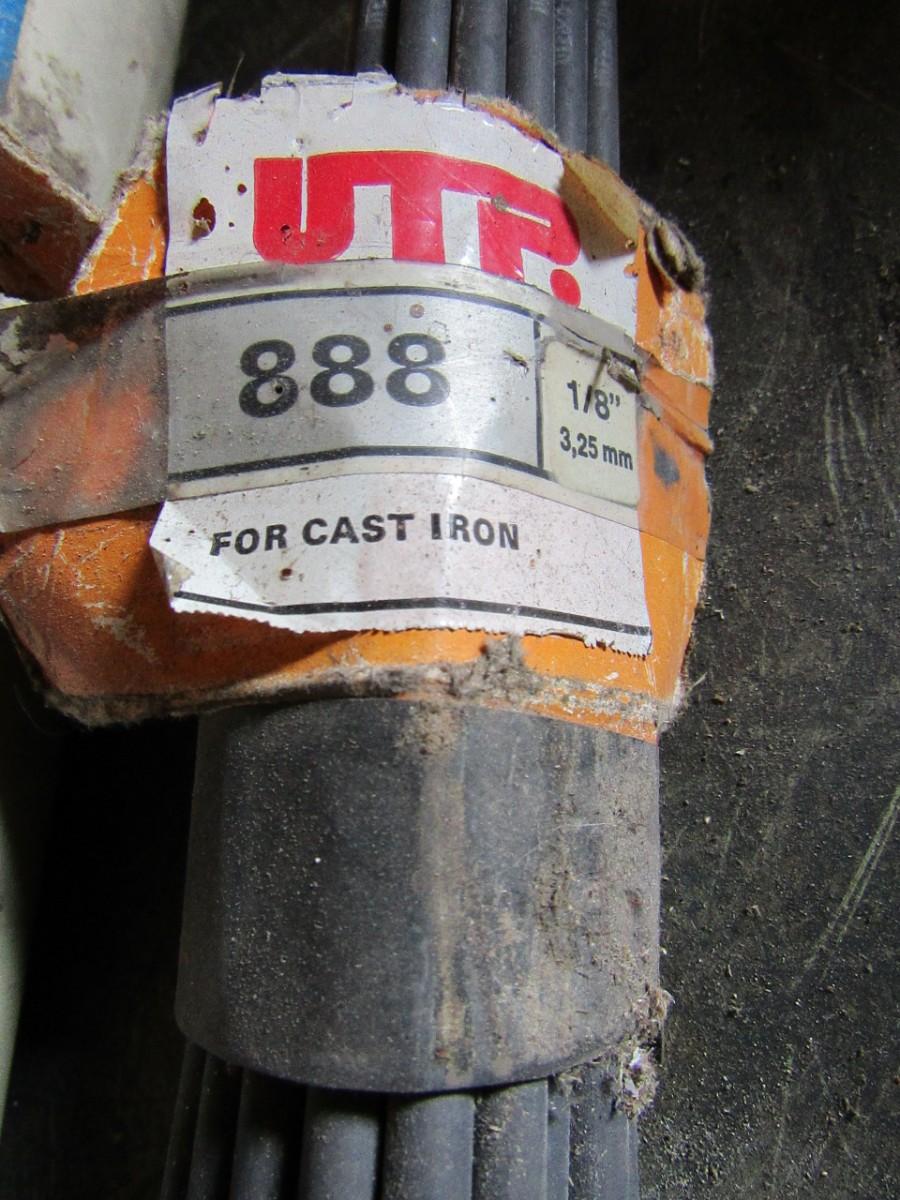 UTP
888
1/8”
3,25 mm
FOR CAST IRON